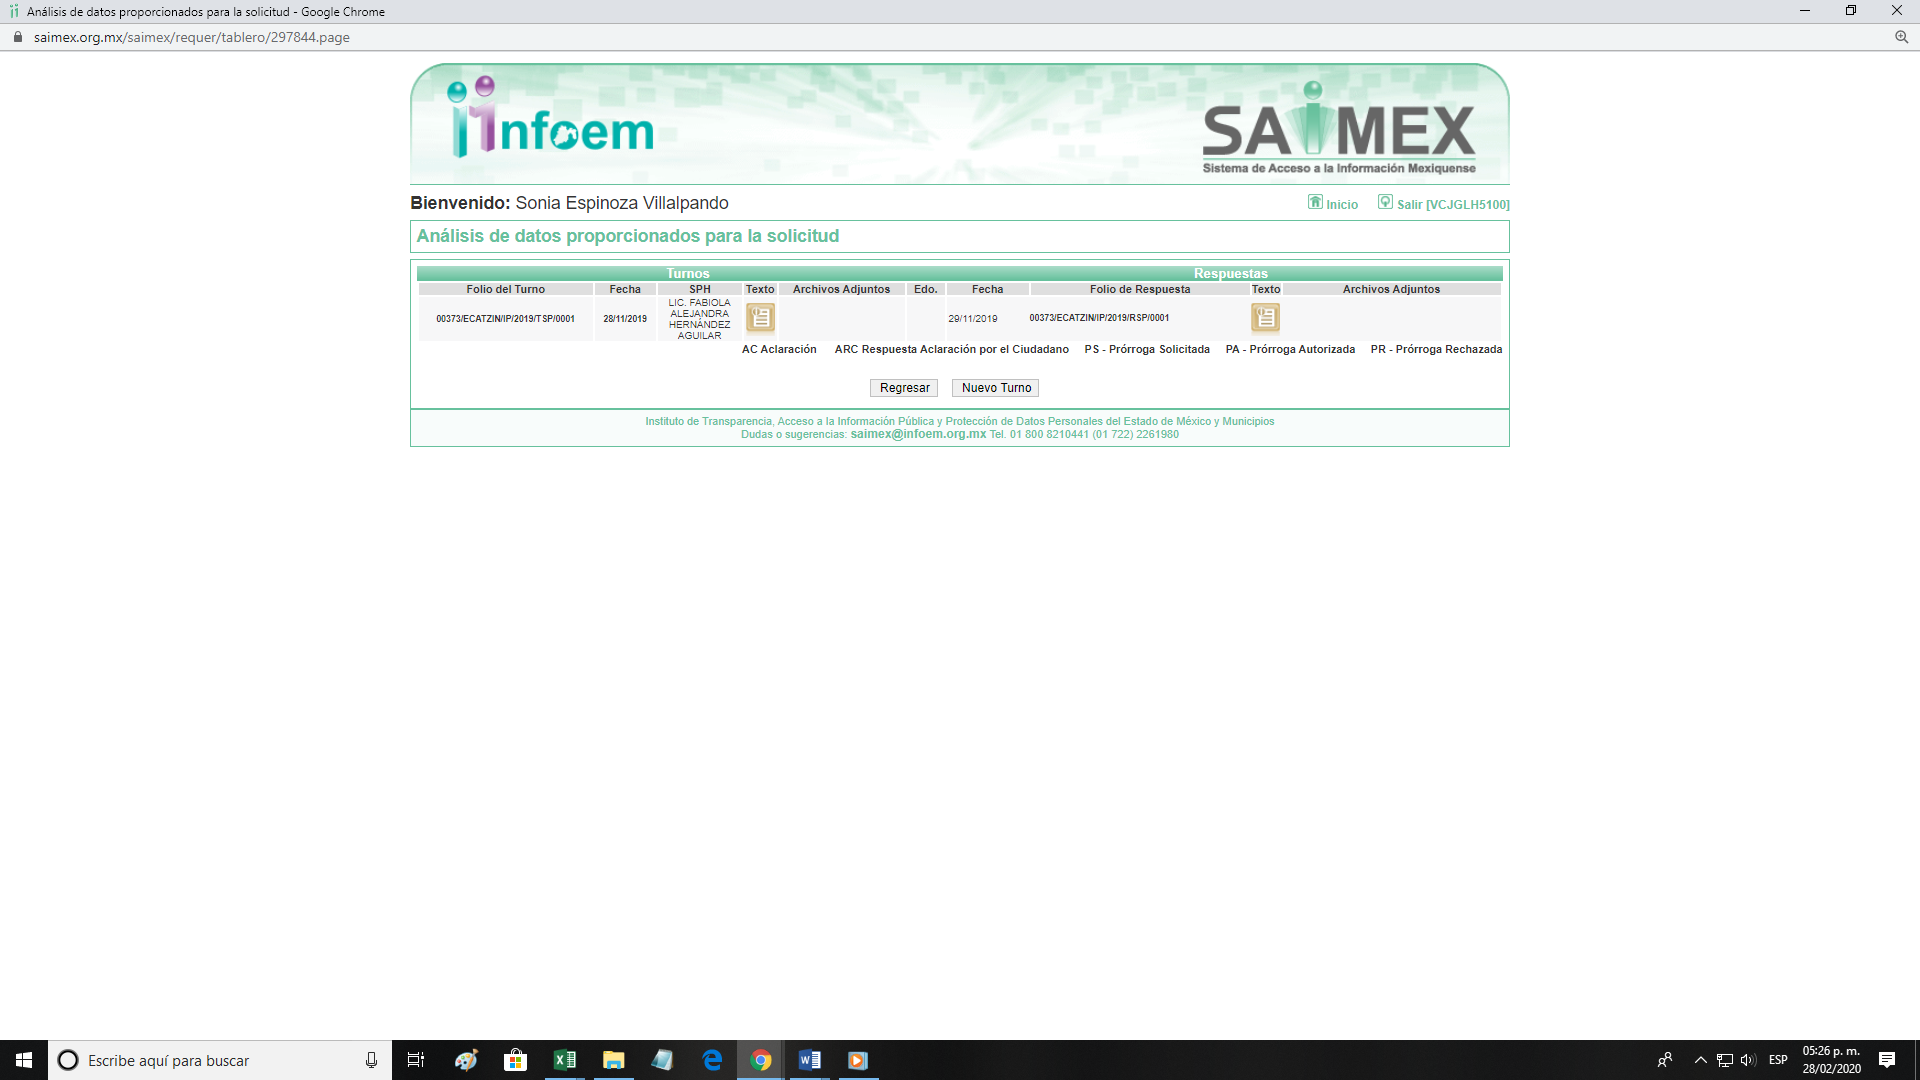 Análisis de datos proporcionados para la solicitud - Google Chrome
saimex.org.mx/saimex/requer/tablero/297844.page
infoem
SAIMEX
Sistema de Acceso a la Información Mexiquense
Bienvenido: Sonia Espinoza Villalpando
Inicio Salir [VCJGLH5100]
Análisis de datos proporcionados para la solicitud
Turnos Respuestas
Folio del Turno Fecha SPH Texto Archivos Adjuntos Edo. Fecha Folio de Respuesta Texto Archivos Adjuntos
00373/ECATZIN/IP/2019/TSP/0001 28/11/2019 LIC. FABIOLA
ALEJANDRA
HERNÁNDEZ
AGUILAR
29/11/2019 00373/ECATZIN/IP/2019/RSP/0001
AC Aclaración ARC Respuesta Aclaración por el Ciudadano PS - Prórroga Solicitada PA - Prórroga Autorizada PR - Prórroga Rechazada
Regresar Nuevo Turno
Instituto de Transparencia, Acceso a la Información Pública y Protección de Datos Personales del Estado de México y Municipios
Dudas o sugerencias: saimex@infoem.org.mx Tel. 01 800 8210441 (01 722) 2261980
Escribe aquí para buscar
ESP
05:26 p. m.
28/02/2020